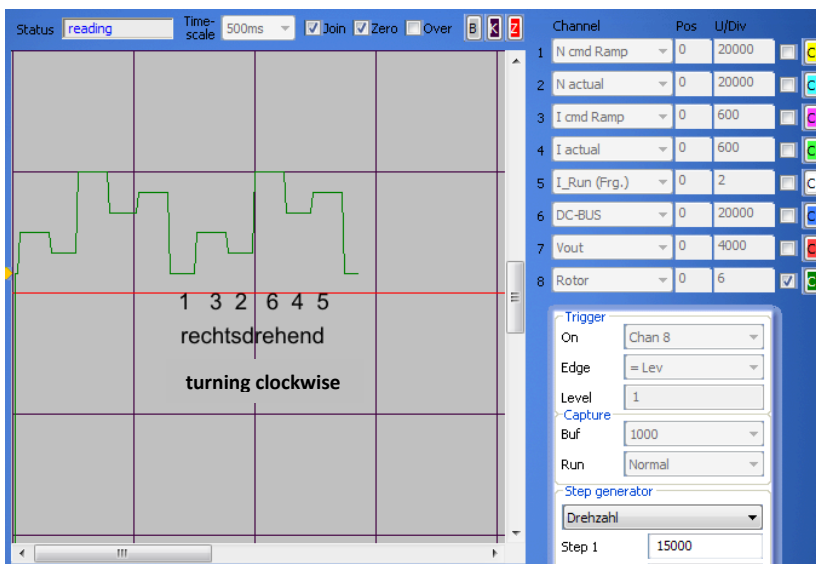 Status reading Time-scale 500ms Join Zero Over B K Z
Channel Pos U/Div
1 N cmd Ramp 0 20000 C
2 N actual 0 20000 C
3 I cmd Ramp 0 600 C
4 I actual 0 600 C
5 I_Run (Frg.) 0 2 C
6 DC-BUS 0 20000 C
7 Vout 0 4000 C
8 Rotor 0 6 C
1 3 2 6 4 5
rechtsdrehend
turning clockwise
Trigger
On Chan 8
Edge = Lev
Level 1
Capture
Buf 1000
Run Normal
Step generator
Drehzahl
Step 1 15000